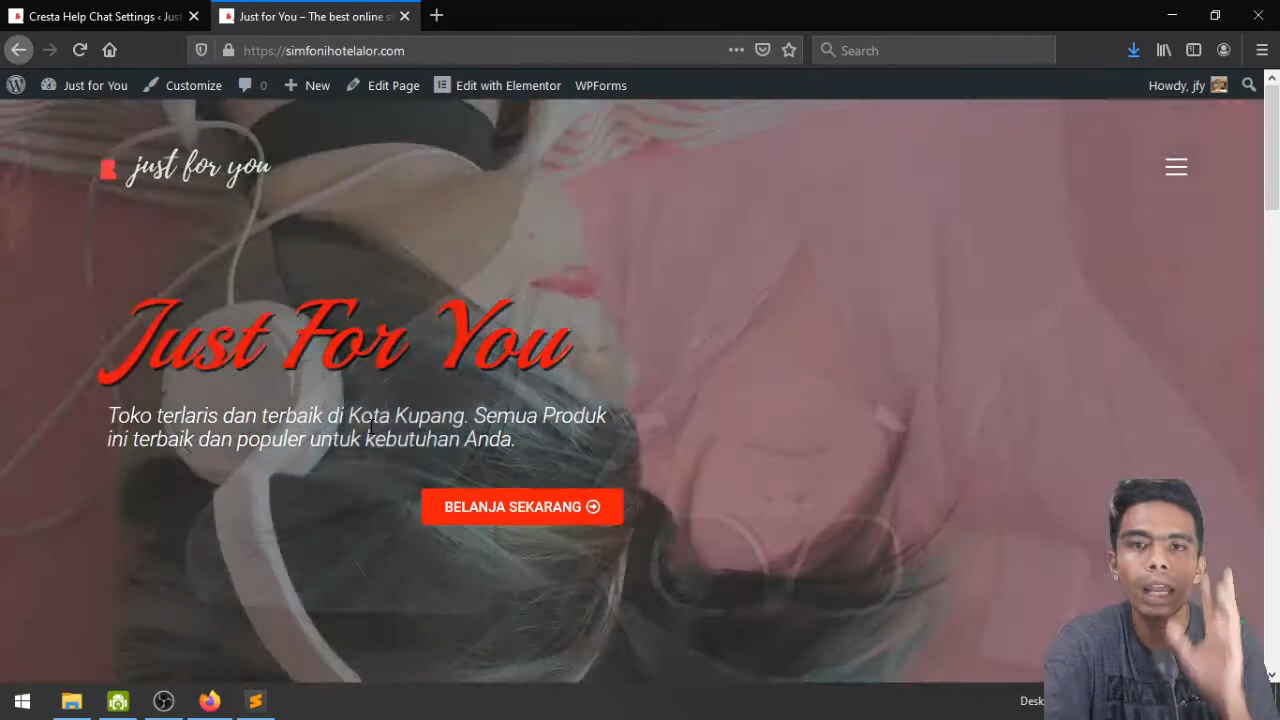 Cresta Help Chat Settings ‹ Just
Just for You – The best online st
https://simfonihotelalor.com
Search
Just for You
Customize
0
New
Edit Page
Edit with Elementor
WPForms
Howdy, jfy
just for you
Just For You
Toko terlaris dan terbaik di Kota Kupang. Semua Produk
ini terbaik dan populer untuk kebutuhan Anda.
BELANJA SEKARANG
Desk